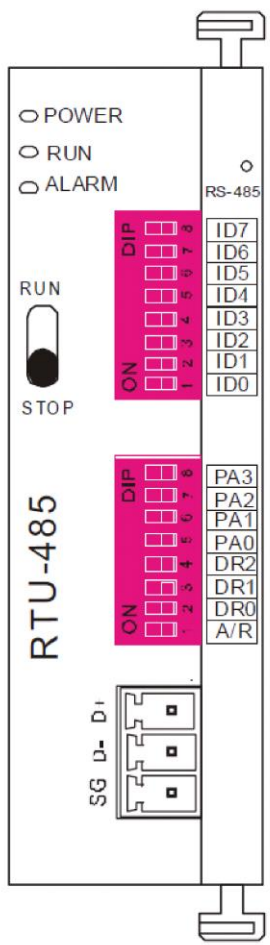 POWER
RUN
ALARM
RS-485
RUN
STOP
DIP
ON
8
7
6
5
4
3
2
1
ID7
ID6
ID5
ID4
ID3
ID2
ID1
ID0
DIP
ON
8
7
6
5
4
3
2
1
PA3
PA2
PA1
PA0
DR2
DR1
DR0
A/R
RTU-485
D+
D-
SG